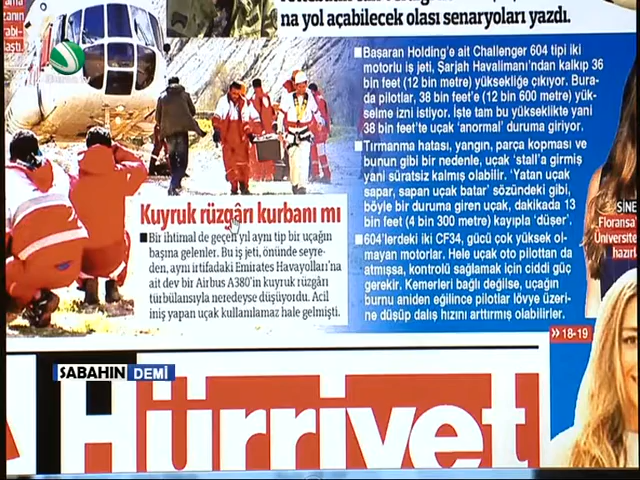 na yol açabilecek olası senaryoları yazdı.
Başaran Holding'e ait Challenger 604 tipi iki
motorlu iş jeti, Şarjah Havalimanı'ndan kalkıp 36
bin feet (12 bin metre) yüksekliğe çıkıyor. Bura-
da pilotlar, 38 bin feet'e (12 bin 600 metre) yük-
selme izni istiyor. İşte tam bu yükseklikte yani
38 bin feet'te uçak 'anormal' duruma giriyor.
Tırmanma hatası, yangın, parça kopması ve
bunun gibi bir nedenle, uçak 'stall'a girmiş
yani süratsiz kalmış olabilir. 'Yatan uçak
sapar, sapan uçak batar' sözündeki gibi,
böyle bir duruma giren uçak, dakikada 13
bin feet (4 bin 300 metre) kayıpla 'düşer'.
604'lerdeki iki CF34, gücü çok yüksek ol-
mayan motorlar. Hele uçak oto pilottan da
atmışsa, kontrolü sağlamak için ciddi güç
gerekir. Kemerleri bağlı değilse, uçağın
burnu aniden eğilince pilotlar lövye üzeri-
ne düşüp dalış hızını arttırmış olabilirler.
Kuyruk rüzgârı kurbanı mı
Bir ihtimal de geçen yıl aynı tip bir uçağın
başına gelenler. Bu iş jeti, önünde seyre-
den, aynı irtifadaki Emirates Havayolları'na
ait dev bir Airbus A380'in kuyruk rüzgârı
türbülansıyla neredeyse düşüyordu. Acil
iniş yapan uçak kullanılamaz hale gelmişti.
SİNE
Floransa
Üniversite
hazırl
18-19
SABAHIN DEMİ
Hürriyet